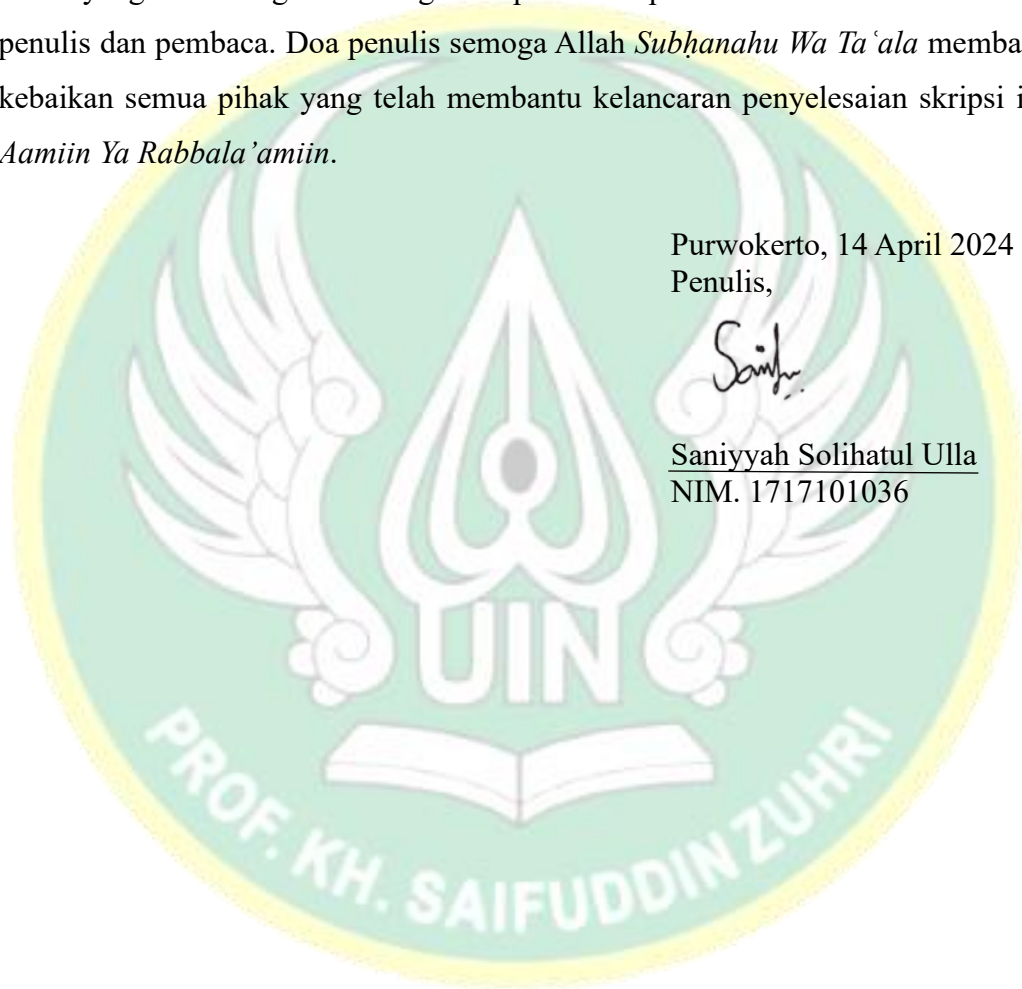 penulis dan pembaca. Doa penulis semoga Allah Subḥanahu Wa Taʿala memba
kebaikan semua pihak yang telah membantu kelancaran penyelesaian skripsi i
Aamiin Ya Rabbala’amiin.
Purwokerto, 14 April 2024
Penulis,
Saniyyah Solihatul Ulla
NIM. 1717101036
UIN
PROF. KH. SAIFUDDIN ZUHRI